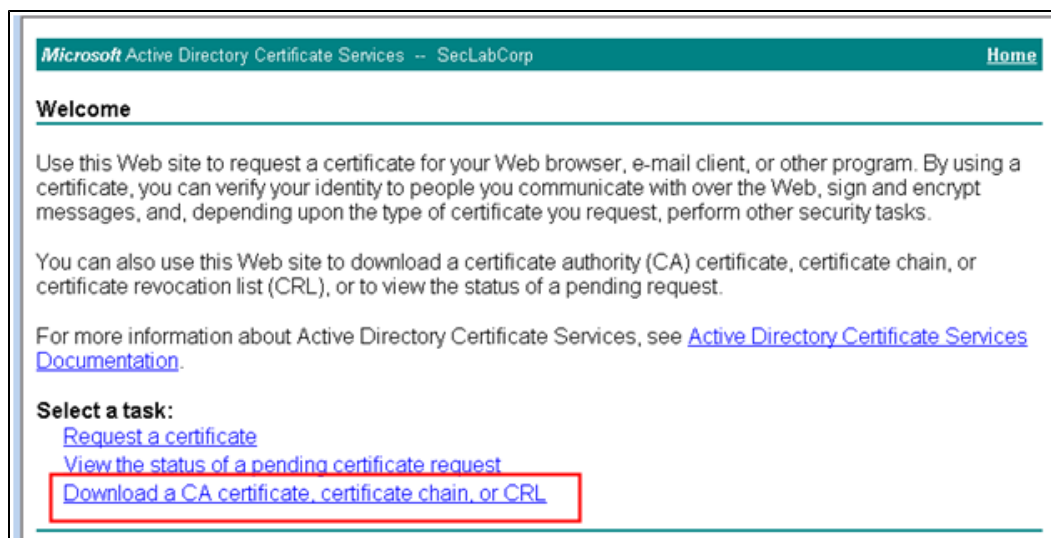 Microsoft Active Directory Certificate Services -- SecLabCorp Home
Welcome
Use this Web site to request a certificate for your Web browser, e-mail client, or other program. By using a
certificate, you can verify your identity to people you communicate with over the Web, sign and encrypt
messages, and, depending upon the type of certificate you request, perform other security tasks.
You can also use this Web site to download a certificate authority (CA) certificate, certificate chain, or
certificate revocation list (CRL), or to view the status of a pending request.
For more information about Active Directory Certificate Services, see Active Directory Certificate Services
Documentation.
Select a task:
Request a certificate
View the status of a pending certificate request
Download a CA certificate, certificate chain, or CRL